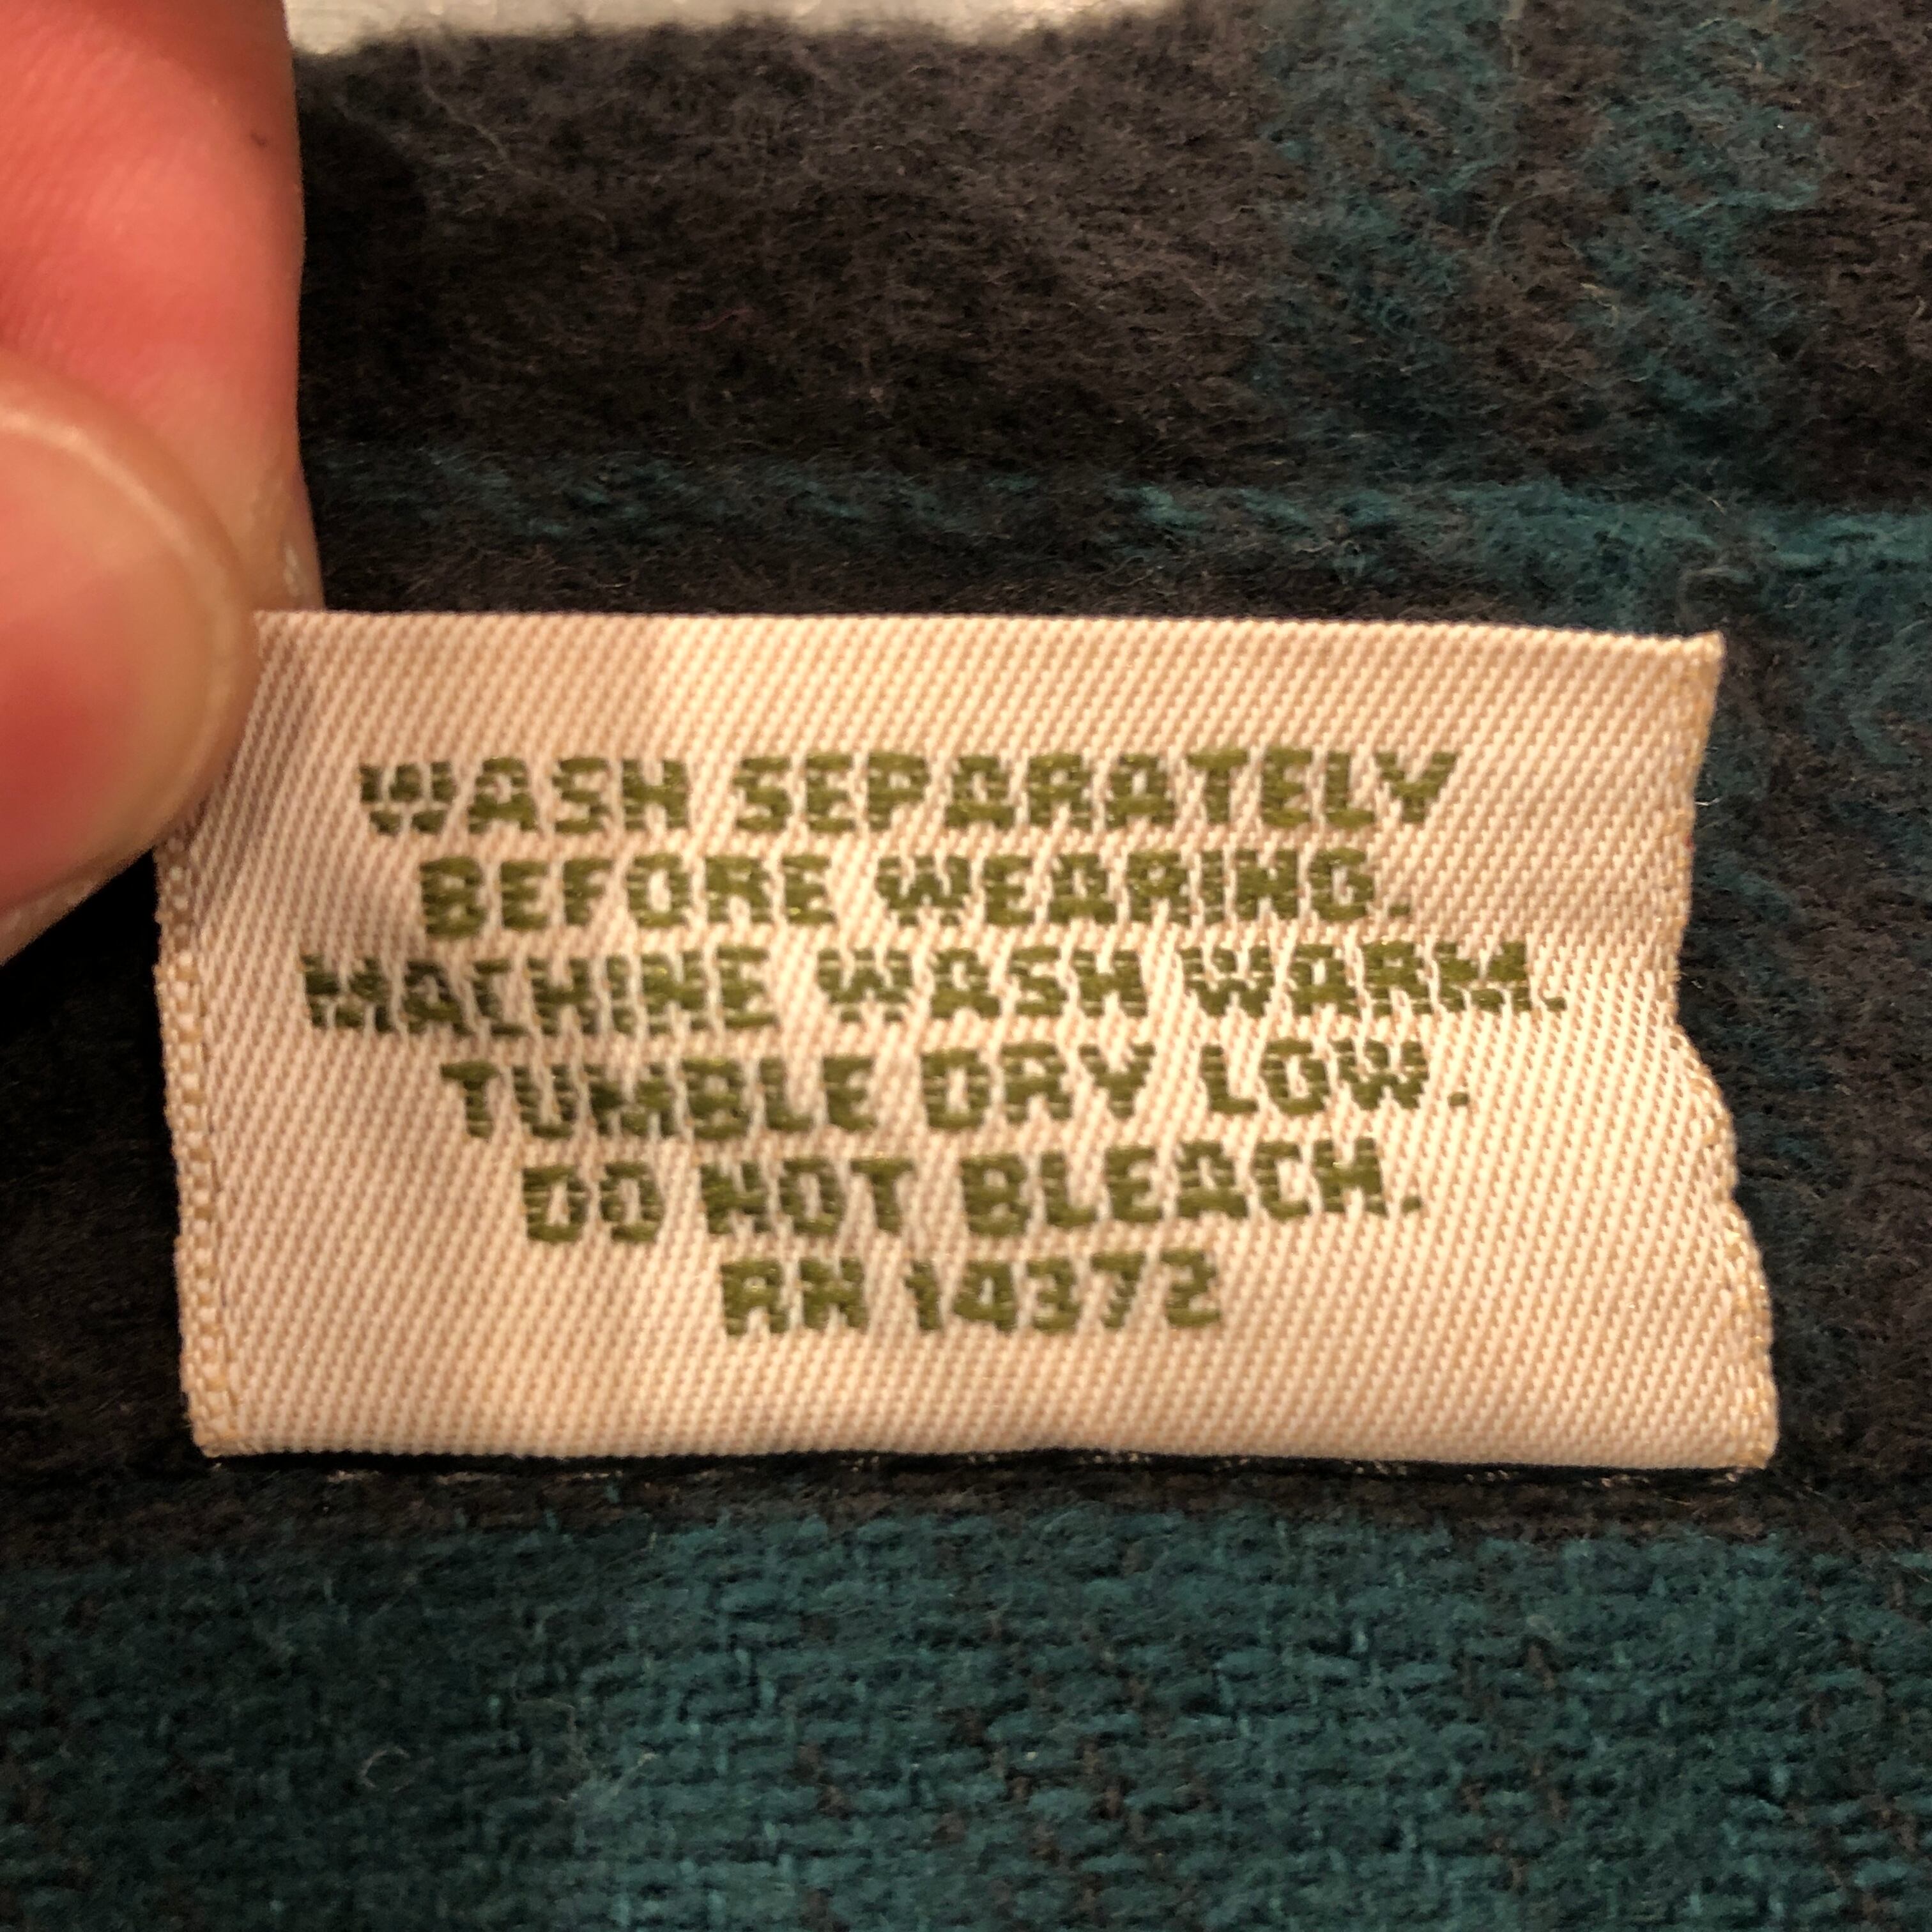 WASH SEPARATELY
BEFORE WEARING.
MACHINE WASH WARM.
TUMBLE DRY LOW.
DO NOT BLEACH.
RN 14372